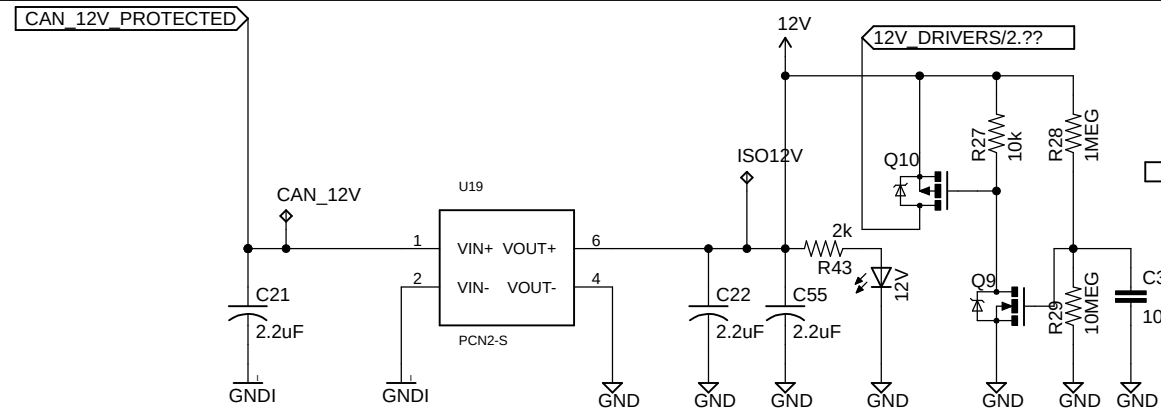 CAN_12V_PROTECTED
12V
12V_DRIVERS/2.??
R27
10k
R28
1MEG
ISO12V
Q10
CAN_12V
U19
1
VIN+ VOUT+
6
2
VIN- VOUT-
4
2k
R43
12V
C21
2.2uF
C22
2.2uF
C55
2.2uF
Q9
R29
10MEG
PCN2-S
GNDI
GNDI
GND
GND
GND
GND
GND
GND
GND